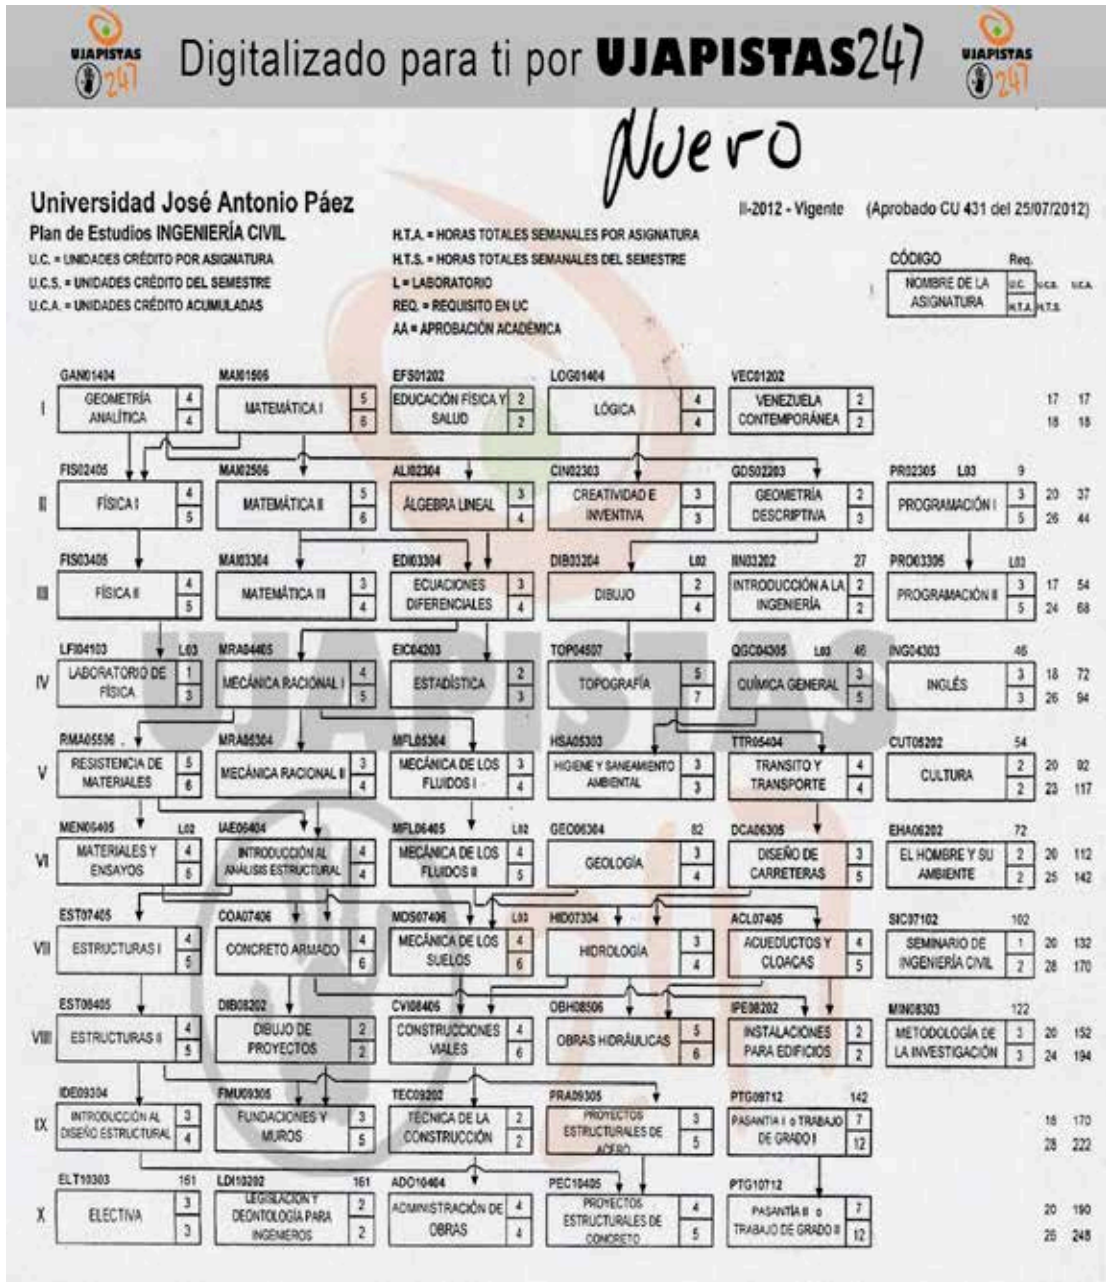 UJAPISTAS
247
Digitalizado para ti por UJAPISTAS247
UJAPISTAS
247
Nuevo
Universidad José Antonio Páez
II-2012 - Vigente (Aprobado CU 431 del 25/07/2012)
Plan de Estudios INGENIERÍA CIVIL
U.C. = UNIDADES CRÉDITO POR ASIGNATURA
U.C.S. = UNIDADES CRÉDITO DEL SEMESTRE
U.C.A. = UNIDADES CRÉDITO ACUMULADAS
H.T.A. = HORAS TOTALES SEMANALES POR ASIGNATURA
H.T.S. = HORAS TOTALES SEMANALES DEL SEMESTRE
L = LABORATORIO
REQ. = REQUISITO EN UC
AA = APROBACIÓN ACADÉMICA
CÓDIGO Req.
NOMBRE DE LA U.C. U.C.S. U.C.A.
ASIGNATURA H.T.A. H.T.S.
GAN01404 MAI01506 EFS01202 LOG01404 VEC01202
I GEOMETRÍA ANALÍTICA 4 4 MATEMÁTICA I 5 6 EDUCACIÓN FÍSICA Y SALUD 2 2 LÓGICA 4 4 VENEZUELA CONTEMPORÁNEA 2 2 17 17 18 18
FIS02405 MAI02506 ALI02304 CIN02303 GDS02203 PR02305 L03 9
II FÍSICA I 4 5 MATEMÁTICA II 5 6 ÁLGEBRA LINEAL 3 4 CREATIVIDAD E INVENTIVA 3 3 GEOMETRÍA DESCRIPTIVA 2 3 PROGRAMACIÓN I 3 5 20 37 26 44
FIS03405 MAI03304 EDI03304 DIB03204 L02 IIN03202 27 PRO03305 L03
III FÍSICA II 4 5 MATEMÁTICA III 3 4 ECUACIONES DIFERENCIALES 3 4 DIBUJO 2 4 INTRODUCCIÓN A LA INGENIERÍA 2 2 PROGRAMACIÓN II 3 5 17 54 24 68
LFI04103 L03 MRA04405 EIC04203 TOP04507 QGC04305 L03 46 ING04303 46
IV LABORATORIO DE FÍSICA 1 3 MECÁNICA RACIONAL I 4 5 ESTADÍSTICA 2 3 TOPOGRAFÍA 5 7 QUÍMICA GENERAL 3 5 INGLÉS 3 3 18 72 26 94
RMA05506 MRA05304 MFL05304 HSA05303 TTR05404 CUT05202 54
V RESISTENCIA DE MATERIALES 5 6 MECÁNICA RACIONAL II 3 4 MECÁNICA DE LOS FLUIDOS I 3 4 HIGIENE Y SANEAMIENTO AMBIENTAL 3 3 TRANSITO Y TRANSPORTE 4 4 CULTURA 2 2 20 92 23 117
MEN06405 L02 IAE06404 MFL06405 L02 GEO06304 82 DCA06305 EHA06202 72
VI MATERIALES Y ENSAYOS 4 5 INTRODUCCIÓN AL ANÁLISIS ESTRUCTURAL 4 4 MECÁNICA DE LOS FLUIDOS II 4 5 GEOLOGÍA 3 4 DISEÑO DE CARRETERAS 3 5 EL HOMBRE Y SU AMBIENTE 2 2 20 112 25 142
EST07405 COA07406 MDS07406 L03 HID07304 ACL07405 SIC07102 102
VII ESTRUCTURAS I 4 5 CONCRETO ARMADO 4 6 MECÁNICA DE LOS SUELOS 4 6 HIDROLOGÍA 3 4 ACUEDUCTOS Y CLOACAS 4 5 SEMINARIO DE INGENIERÍA CIVIL 1 2 20 132 28 170
EST08405 DIB08202 CVI08406 OBH08506 IPE08202 MIN08303 122
VIII ESTRUCTURAS II 4 5 DIBUJO DE PROYECTOS 2 2 CONSTRUCCIONES VIALES 4 6 OBRAS HIDRÁULICAS 5 6 INSTALACIONES PARA EDIFICIOS 2 2 METODOLOGÍA DE LA INVESTIGACIÓN 3 3 20 152 24 194
IDE09304 FMU09305 TEC09202 PRA09305 PTG09712 142
IX INTRODUCCIÓN AL DISEÑO ESTRUCTURAL 3 4 FUNDACIONES Y MUROS 3 5 TÉCNICA DE LA CONSTRUCCIÓN 2 2 PROYECTOS ESTRUCTURALES DE ACERO 3 5 PASANTIA I o TRABAJO DE GRADO I 7 12 18 170 28 222
ELT10303 161 LDI10202 161 ADO10404 PEC10405 PTG10712
X ELECTIVA 3 3 LEGISLACIÓN Y DEONTOLOGÍA PARA INGENIEROS 2 2 ADMINISTRACIÓN DE OBRAS 4 4 PROYECTOS ESTRUCTURALES DE CONCRETO 4 5 PASANTÍA II o TRABAJO DE GRADO II 7 12 20 190 26 248
UJAPISTAS
247